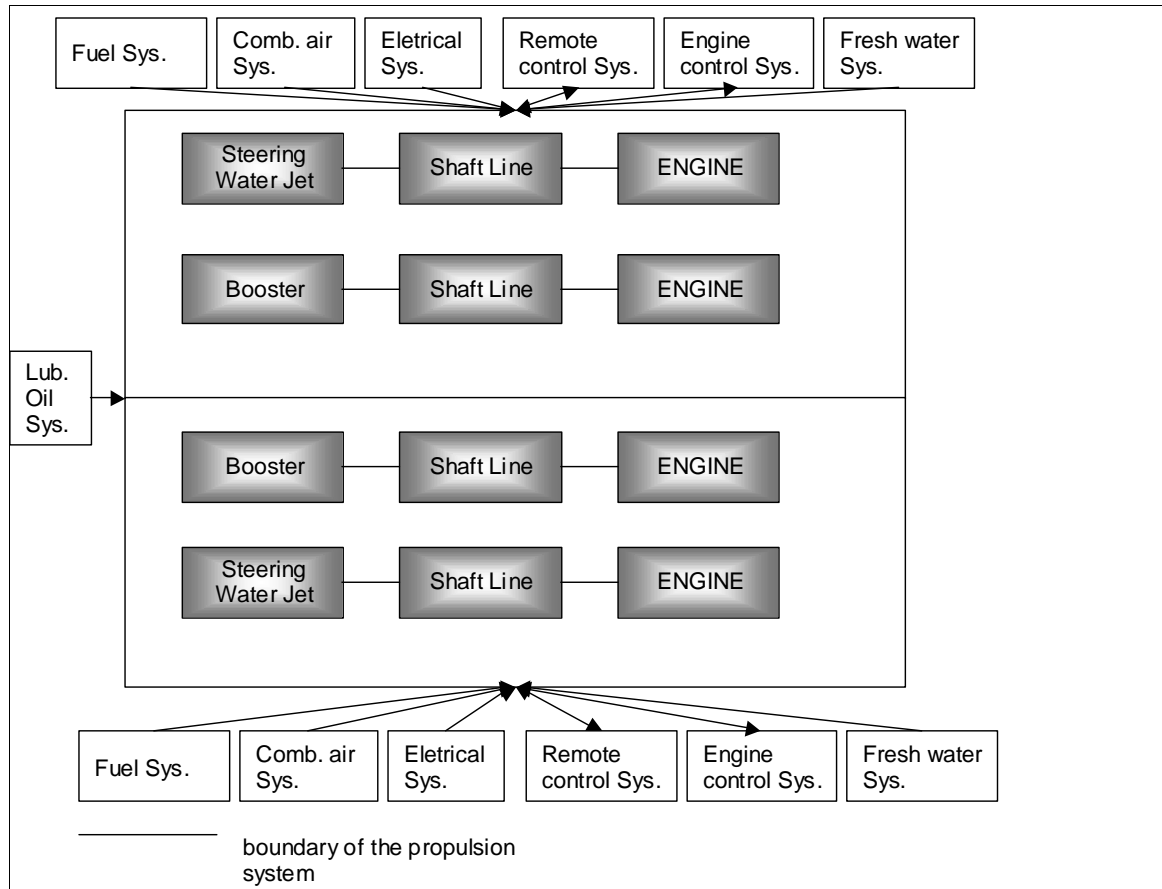 Fuel Sys.
Comb. air
Sys.
Eletrical
Sys.
Remote
control Sys.
Engine
control Sys.
Fresh water
Sys.
Steering
Water Jet
Shaft Line
ENGINE
Booster
Shaft Line
ENGINE
Lub.
Oil
Sys.
Booster
Shaft Line
ENGINE
Steering
Water Jet
Shaft Line
ENGINE
Fuel Sys.
Comb. air
Sys.
Eletrical
Sys.
Remote
control Sys.
Engine
control Sys.
Fresh water
Sys.
boundary of the propulsion
system